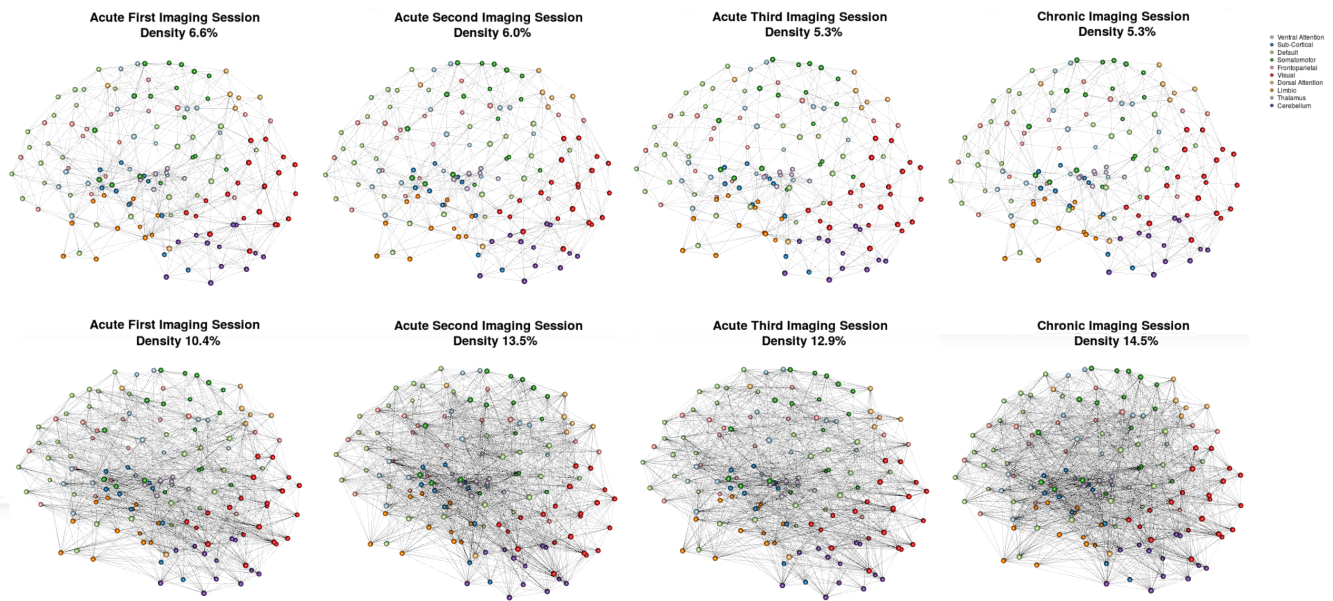 Acute First Imaging Session
Density 6.6%
Acute Second Imaging Session
Density 6.0%
Acute Third Imaging Session
Density 5.3%
Chronic Imaging Session
Density 5.3%
Ventral Attention
Sub-Cortical
Default
Somatomotor
Frontoparietal
Visual
Dorsal Attention
Limbic
Thalamus
Cerebellum
Acute First Imaging Session
Density 10.4%
Acute Second Imaging Session
Density 13.5%
Acute Third Imaging Session
Density 12.9%
Chronic Imaging Session
Density 14.5%